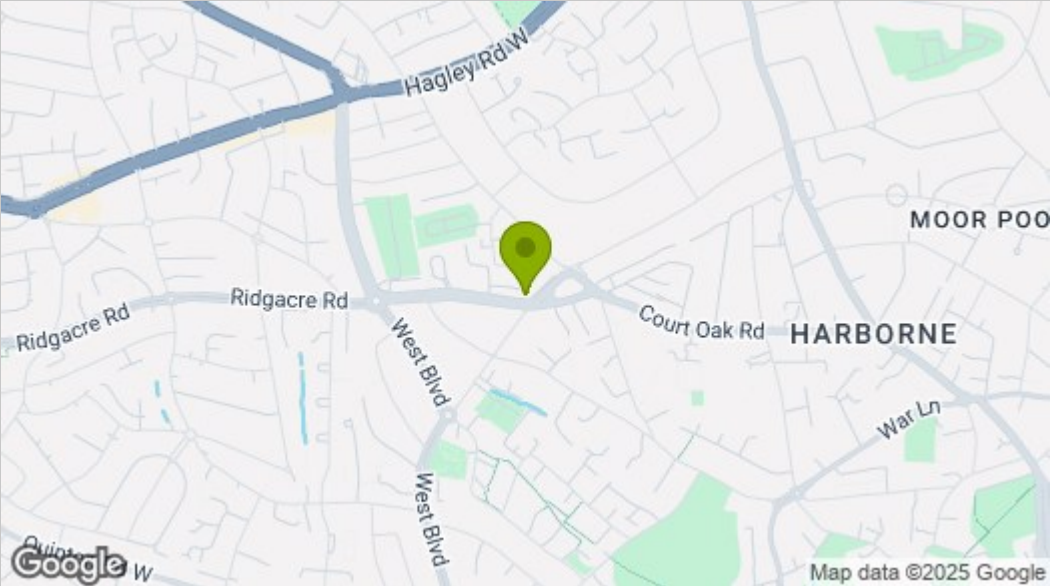 Hagley Rd W
MOOR POO
Ridgacre Rd
Ridgacre Rd
Court Oak Rd
HARBORNE
West Blvd
War Ln
West Blvd
W
Google
Map data ©2025 Google